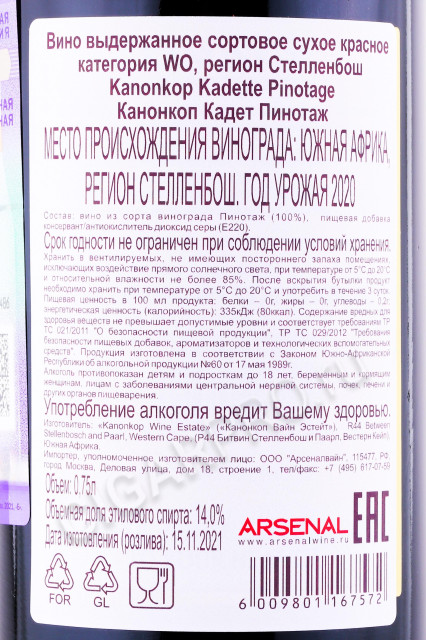 Вино выдержанное сортовое сухое красное
категория WO, регион Стелленбош
Kanonkop Kadette Pinotage
Канонкоп Кадет Пинотаж
МЕСТО ПРОИСХОЖДЕНИЯ ВИНОГРАДА: ЮЖНАЯ АФРИКА,
РЕГИОН СТЕЛЛЕНБОШ. ГОД УРОЖАЯ 2020
Состав: вино из сорта винограда Пинотаж (100%), пищевая добавка
консервант/антиокислитель диоксид серы (Е220).
Срок годности не ограничен при соблюдении условий хранения.
Хранить в вентилируемых, не имеющих постороннего запаха помещениях,
исключающих воздействие прямого солнечного света, при температуре от 5°С до 20°С
и относительной влажности не более 85%. После вскрытия бутылки продукт
необходимо хранить при температуре от 5°С до 20°С и употребить в течение 3 суток.
Пищевая ценность в 100 мл продукта: белки – 0г, жиры – 0г, углеводы – 0,2г,
энергетическая ценность (калорийность): 335кДж (80ккал). Содержание вредных для
здоровья веществ не превышает допустимые уровни и соответствует требованиям ТР
ТС 021/2011 "О безопасности пищевой продукции", ТР ТС 029/2012 "Требования
безопасности пищевых добавок, ароматизаторов и технологических вспомогательных
средств". Продукция изготовлена в соответствии с Законом Южно-Африканской
Республики об алкогольной продукции №60 от 17 мая 1989г.
Алкоголь противопоказан детям и подросткам до 18 лет, беременным и кормящим
женщинам, лицам с заболеваниями центральной нервной системы, почек, печени и
других органов пищеварения.
Употребление алкоголя вредит Вашему здоровью.
Изготовитель: «Kanonkop Wine Estate» («Канонкоп Вайн Эстейт»), R44 Between
Stellenbosch and Paarl, Western Cape, (Р44 Битвин Стелленбош и Паарл, Вестерн Кейп),
Южная Африка.
Импортер, упономоченное изготовителем лицо: ООО «Арсеналвайн», 115477, РФ,
город Москва, Деловая улица, дом 18, строение 1, тел/факс: +7 (495) 617-07-59
Объем: 0,75л
Объемная доля этилового спирта: 14,0%
Дата изготовления (розлива): 15.11.2021
ARSENAL
www.arsenalwine.ru
EAC
FOR
GL
6 009801 167572